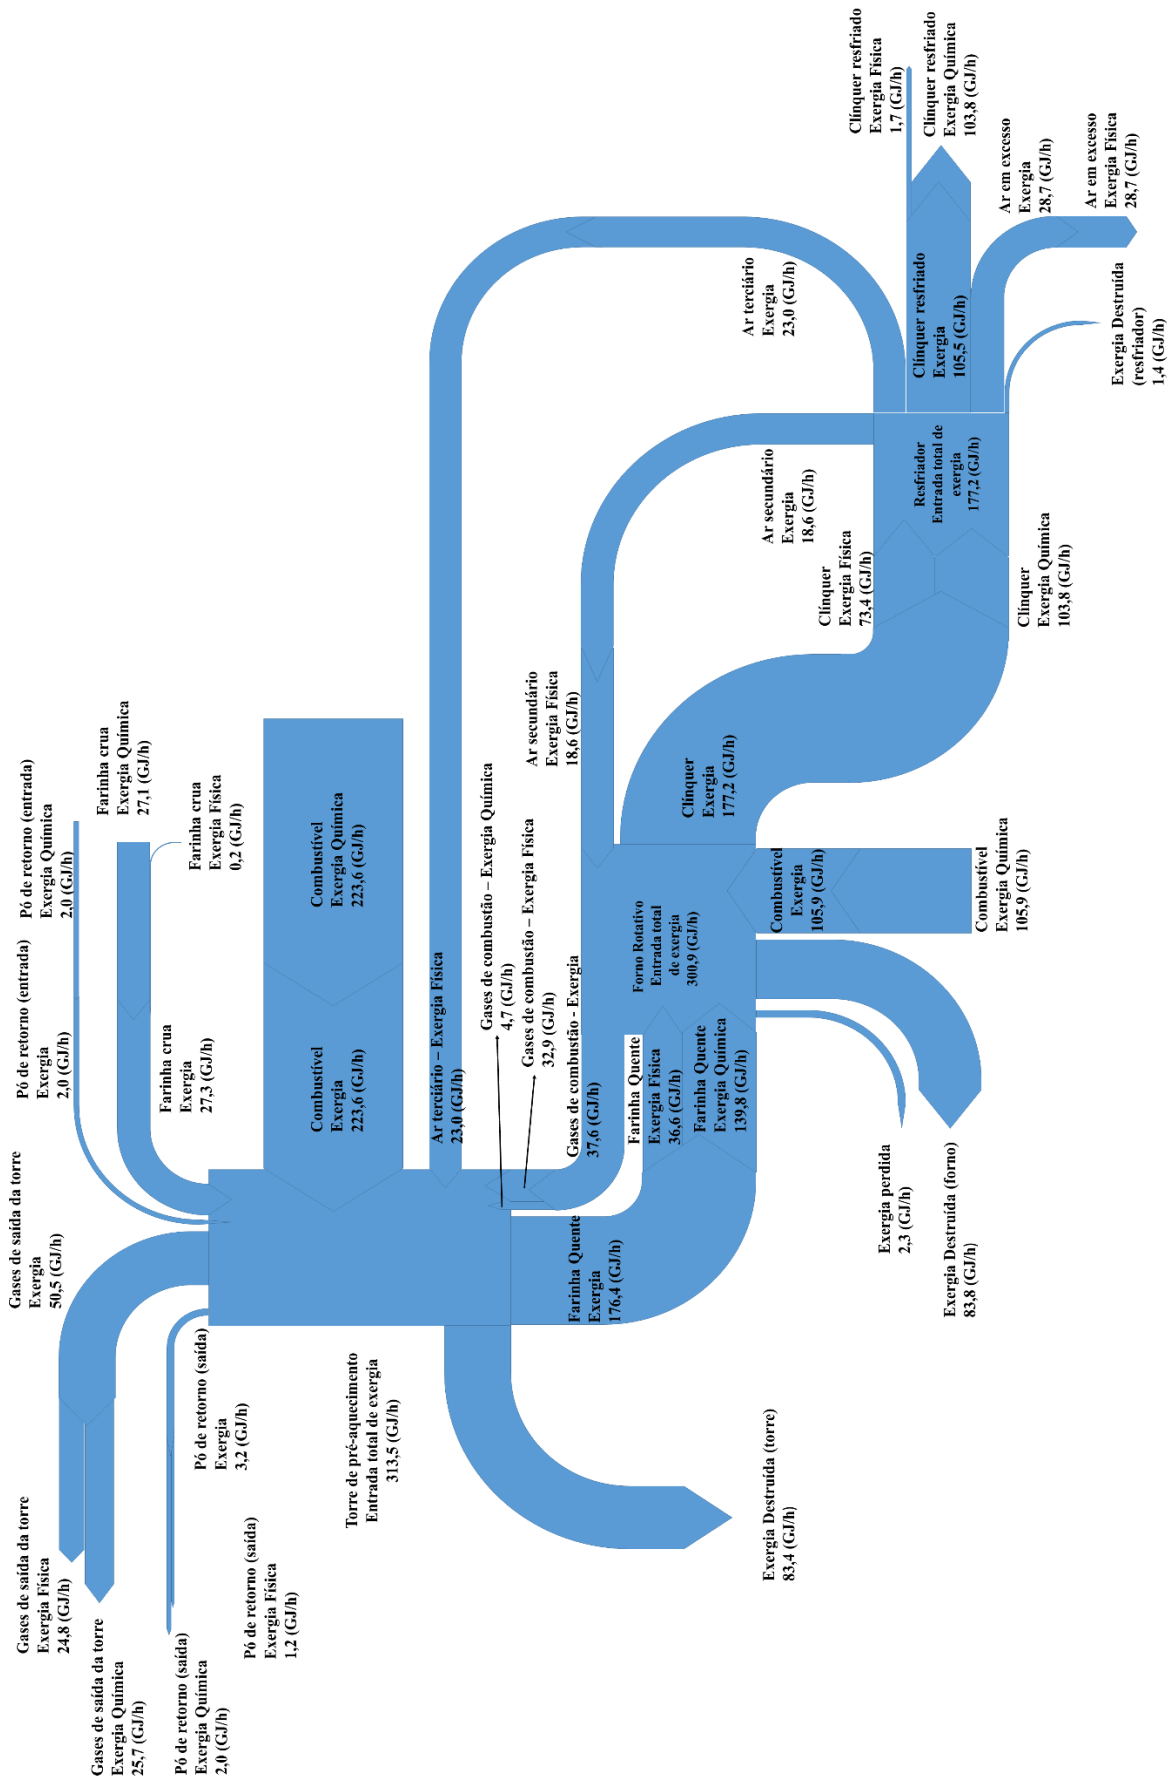 Gases de saída da torre
Exergia Física
24,8 (GJ/h)
Gases de saída da torre
Exergia Química
25,7 (GJ/h)
Pó de retorno (saída)
Exergia Química
2,0 (GJ/h)
Pó de retorno (saída)
Exergia Física
1,2 (GJ/h)
Pó de retorno (saída)
Exergia
3,2 (GJ/h)
Gases de saída da torre
Exergia
50,5 (GJ/h)
Pó de retorno (entrada)
Exergia
2,0 (GJ/h)
Pó de retorno (entrada)
Exergia Química
2,0 (GJ/h)
Farinha crua
Exergia
27,3 (GJ/h)
Farinha crua
Exergia Química
27,1 (GJ/h)
Farinha crua
Exergia Física
0,2 (GJ/h)
Torre de pré-aquecimento
Entrada total de exergia
313,5 (GJ/h)
Combustível
Exergia
223,6 (GJ/h)
Combustível
Exergia Química
223,6 (GJ/h)
Ar terciário – Exergia Física
23,0 (GJ/h)
Gases de combustão – Exergia Química
4,7 (GJ/h)
Gases de combustão – Exergia Física
32,9 (GJ/h)
Gases de combustão - Exergia
37,6 (GJ/h)
Exergia Destruída (torre)
83,4 (GJ/h)
Farinha Quente
Exergia
176,4 (GJ/h)
Farinha Quente
Exergia Física
36,6 (GJ/h)
Farinha Quente
Exergia Química
139,8 (GJ/h)
Forno Rotativo
Entrada total
de exergia
300,9 (GJ/h)
Ar secundário
Exergia Física
18,6 (GJ/h)
Clínquer
Exergia
177,2 (GJ/h)
Combustível
Exergia
105,9 (GJ/h)
Combustível
Exergia Química
105,9 (GJ/h)
Exergia perdida
2,3 (GJ/h)
Exergia Destruída (forno)
83,8 (GJ/h)
Ar terciário
Exergia
23,0 (GJ/h)
Ar secundário
Exergia
18,6 (GJ/h)
Clínquer
Exergia Física
73,4 (GJ/h)
Clínquer
Exergia Química
103,8 (GJ/h)
Resfriador
Entrada total de
exergia
177,2 (GJ/h)
Clínquer resfriado
Exergia
105,5 (GJ/h)
Clínquer resfriado
Exergia Física
1,7 (GJ/h)
Clínquer resfriado
Exergia Química
103,8 (GJ/h)
Ar em excesso
Exergia
28,7 (GJ/h)
Ar em excesso
Exergia Física
28,7 (GJ/h)
Exergia Destruída
(resfriador)
1,4 (GJ/h)